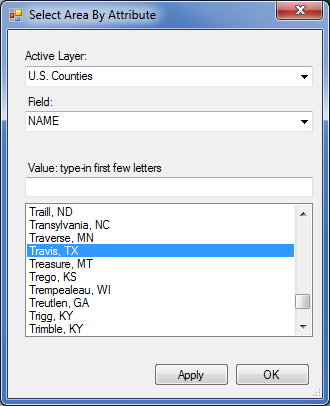 Select Area By Attribute
Active Layer:
U.S. Counties
Field:
NAME
Value: type-in first few letters
Traill, ND
Transylvania, NC
Traverse, MN
Travis, TX
Treasure, MT
Trego, KS
Trempealeau, WI
Treutlen, GA
Trigg, KY
Trimble, KY
Apply OK